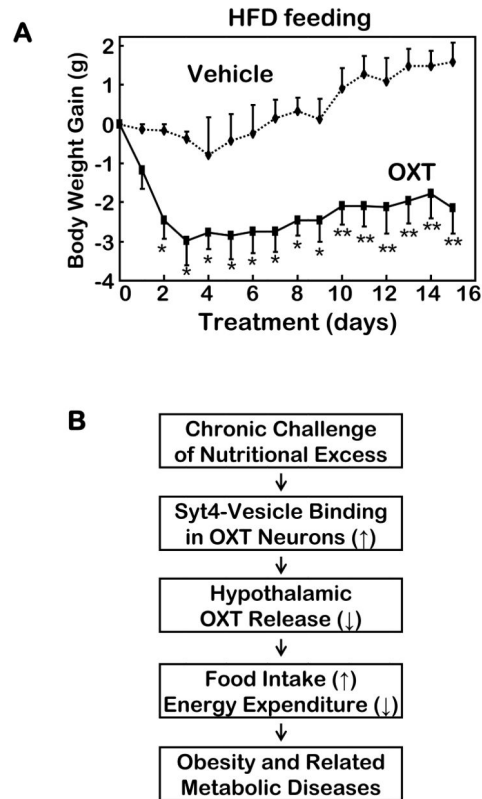 A
HFD feeding
Body Weight Gain (g)
2
1
0
-1
-2
-3
-4
Vehicle
OXT
* * * * * * * * ** ** ** ** ** **
0 2 4 6 8 10 12 14 16
Treatment (days)
B
Chronic Challenge
of Nutritional Excess
↓
Syt4-Vesicle Binding
in OXT Neurons (↑)
↓
Hypothalamic
OXT Release (↓)
↓
Food Intake (↑)
Energy Expenditure (↓)
↓
Obesity and Related
Metabolic Diseases